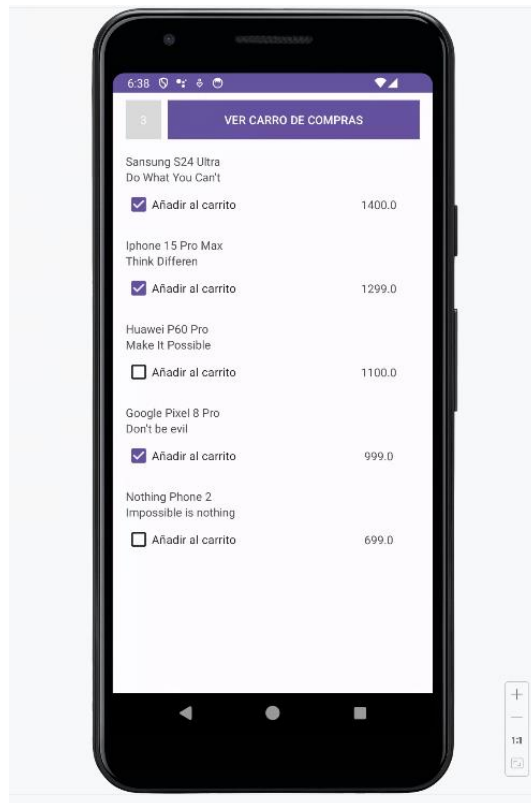 6:38
3 VER CARRO DE COMPRAS
Sansung S24 Ultra
Do What You Can't
Añadir al carrito 1400.0
Iphone 15 Pro Max
Think Differen
Añadir al carrito 1299.0
Huawei P60 Pro
Make It Possible
Añadir al carrito 1100.0
Google Pixel 8 Pro
Don't be evil
Añadir al carrito 999.0
Nothing Phone 2
Impossible is nothing
Añadir al carrito 699.0
1:1